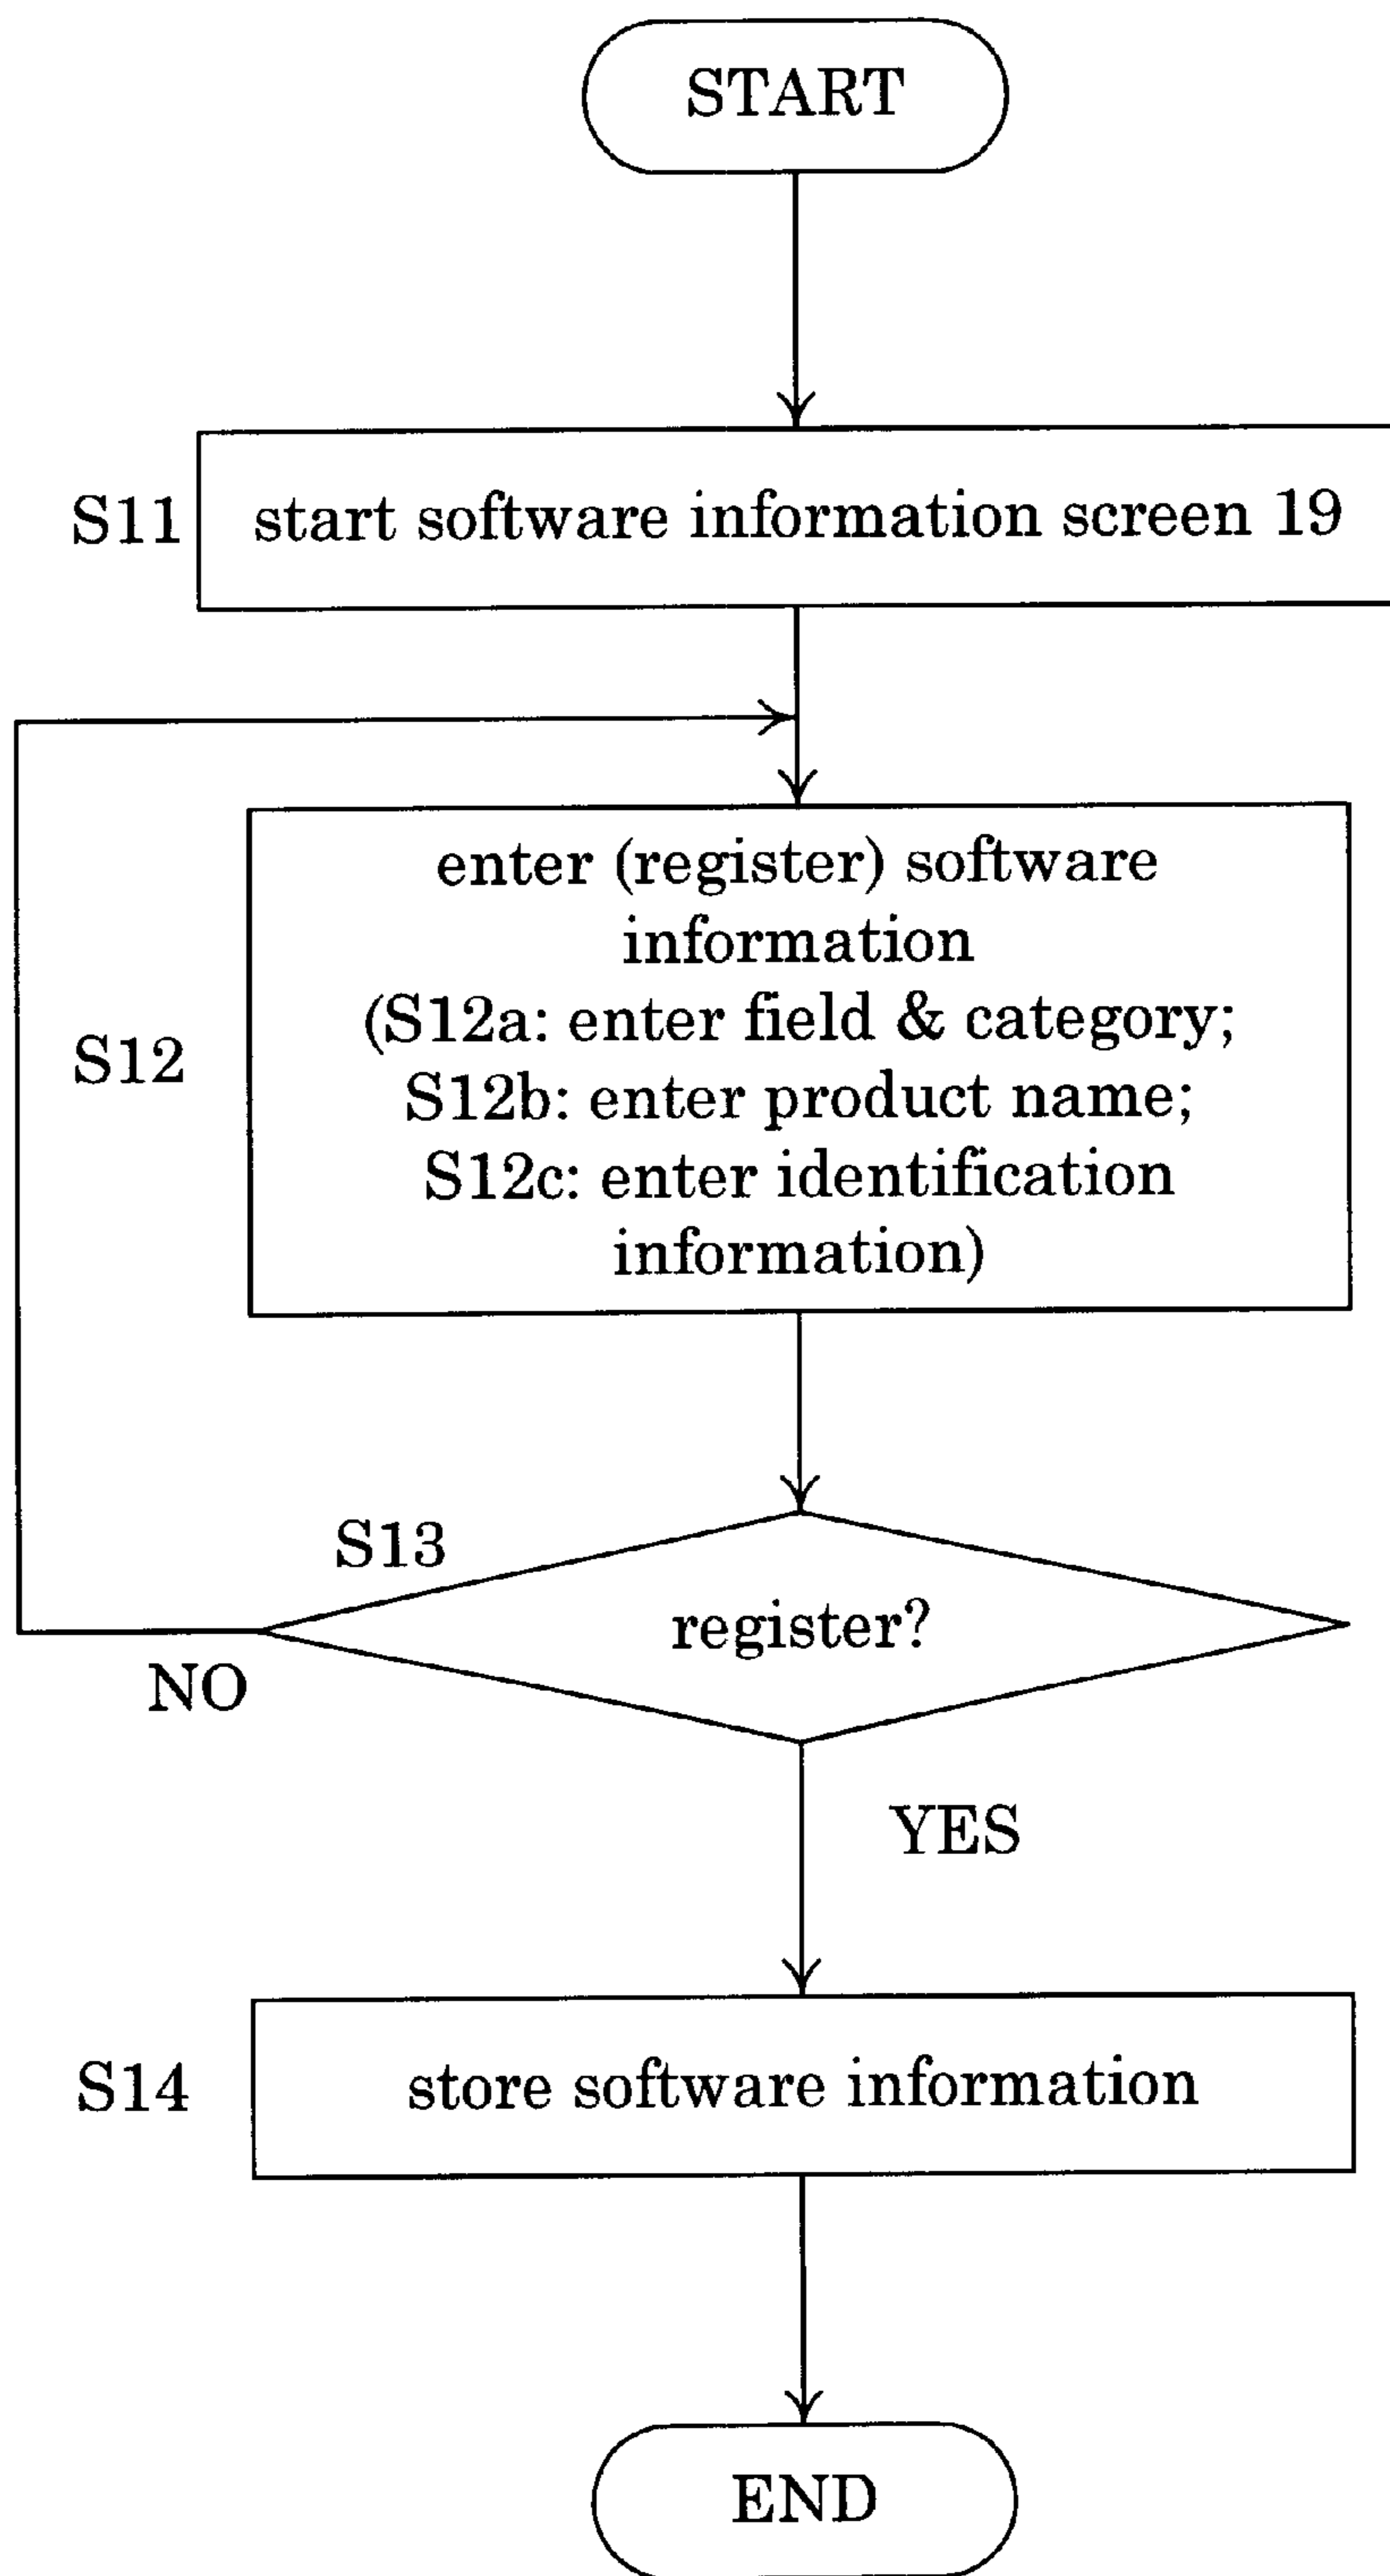 START
S11
start software information screen 19
enter (register) software
information
(S12a: enter field & category;
S12
S12b: enter product name;
S12c: enter identification
information)
S13
register?
NO
YES
S14
store software information
END